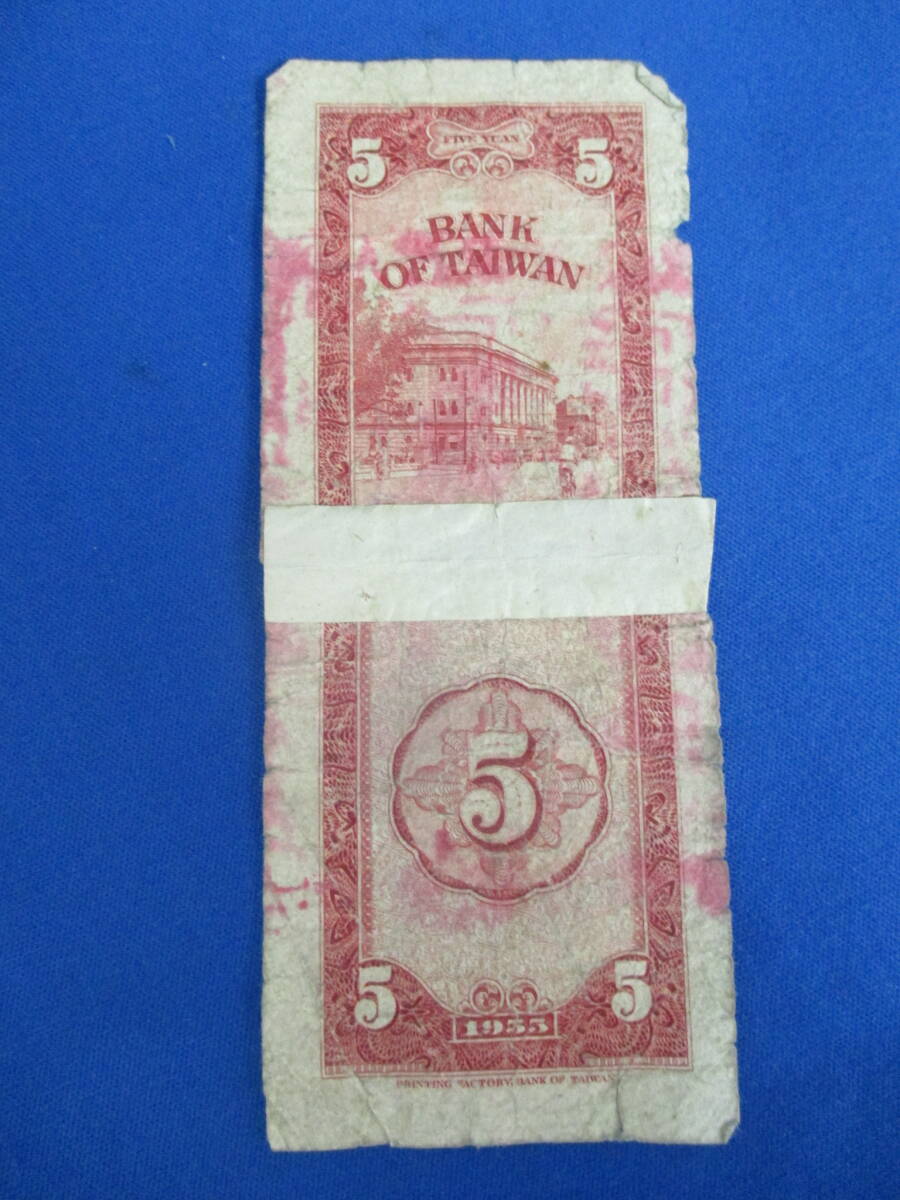 5 FIVE YUAN 5
BANK
OF TAIWAN
5
5 5
1955
PRINTING FACTORY, BANK OF TAIWAN